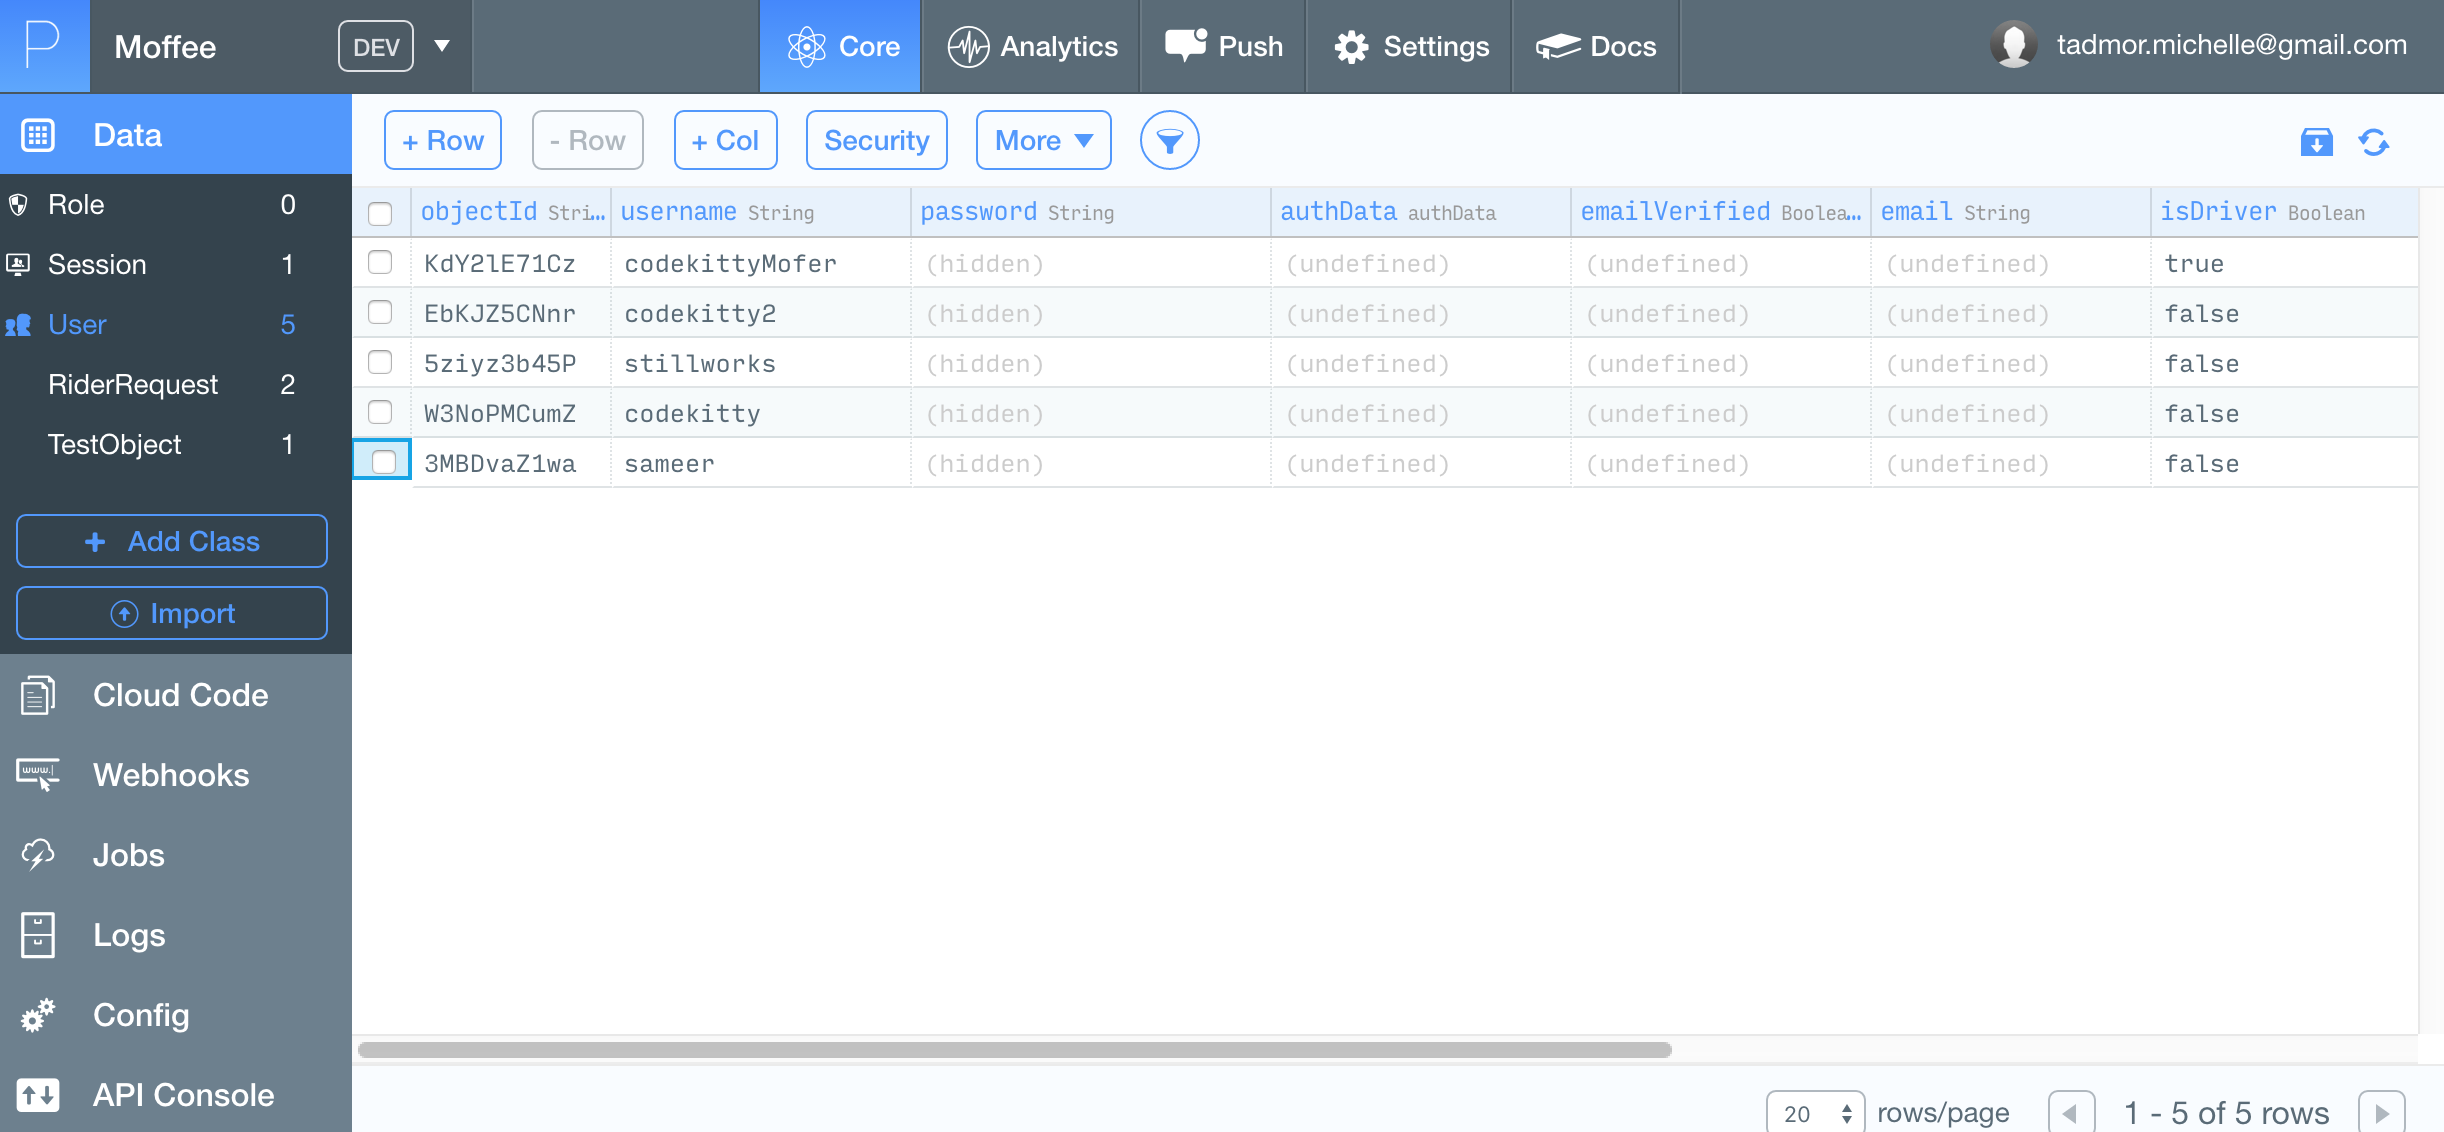 P Moffee DEV Core Analytics Push Settings Docs tadmor.michelle@gmail.com
Data
Role 0
Session 1
User 5
RiderRequest 2
TestObject 1
+ Add Class
Import
Cloud Code
www.|
Webhooks
Jobs
Logs
Config
API Console
+ Row - Row + Col Security More
objectId Stri… username String password String authData authData emailVerified Boolea… email String isDriver Boolean
KdY2lE71Cz codekittyMofer (hidden) (undefined) (undefined) (undefined) true
EbKJZ5CNnr codekitty2 (hidden) (undefined) (undefined) (undefined) false
5ziyz3b45P stillworks (hidden) (undefined) (undefined) (undefined) false
W3NoPMCumZ codekitty (hidden) (undefined) (undefined) (undefined) false
3MBDvaZ1wa sameer (hidden) (undefined) (undefined) (undefined) false
20 rows/page 1 - 5 of 5 rows